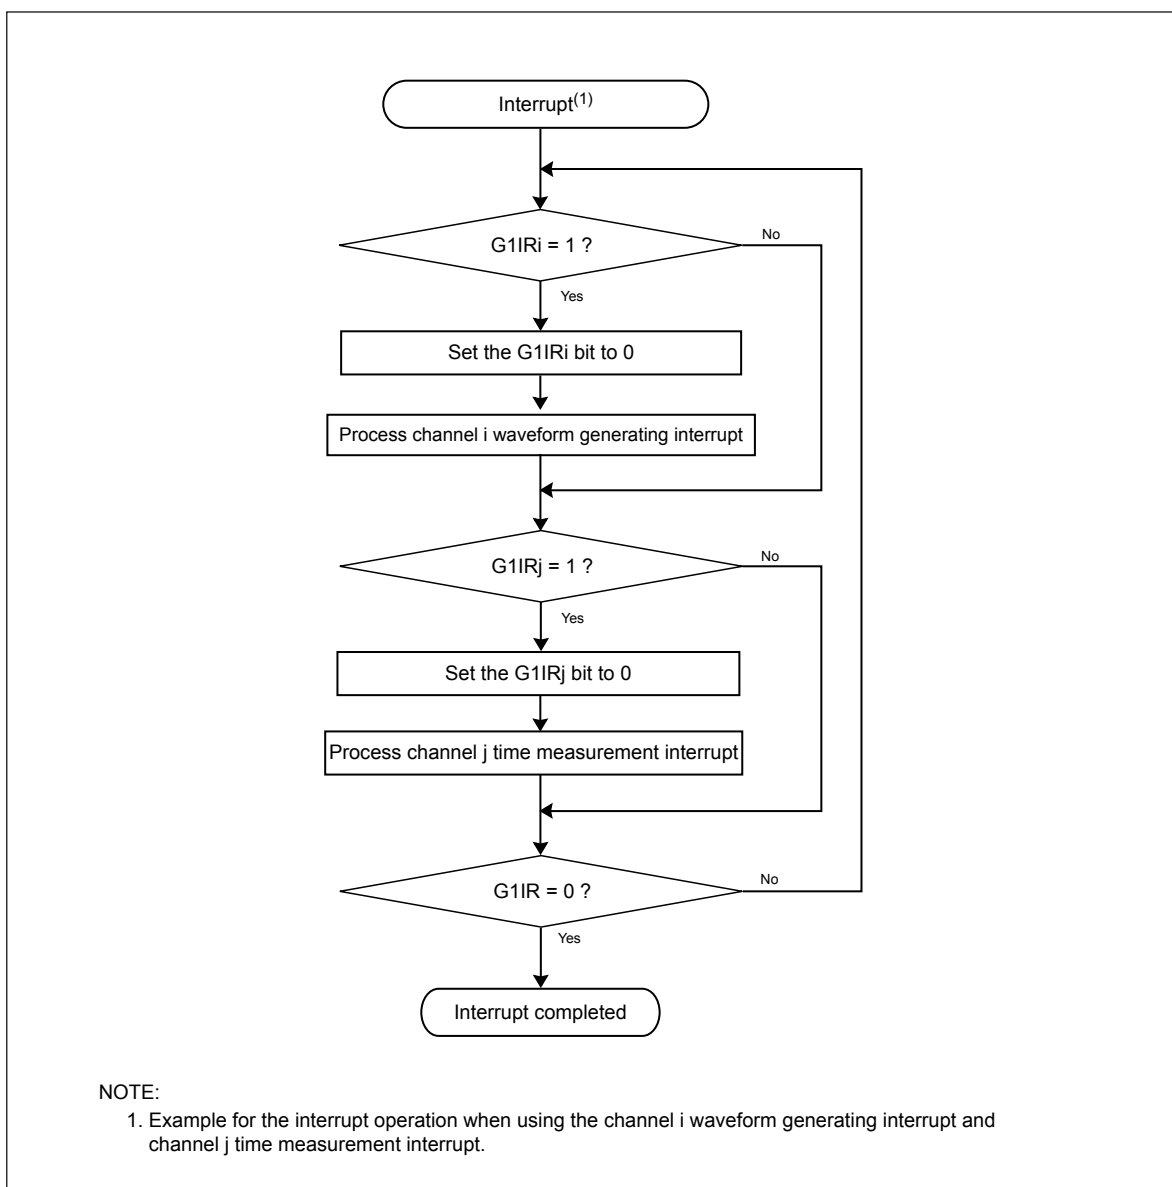 Interrupt(1)
G1IRi = 1 ?
No
Yes
Set the G1IRi bit to 0
Process channel i waveform generating interrupt
G1IRj = 1 ?
No
Yes
Set the G1IRj bit to 0
Process channel j time measurement interrupt
G1IR = 0 ?
No
Yes
Interrupt completed
NOTE:
1. Example for the interrupt operation when using the channel i waveform generating interrupt and
channel j time measurement interrupt.